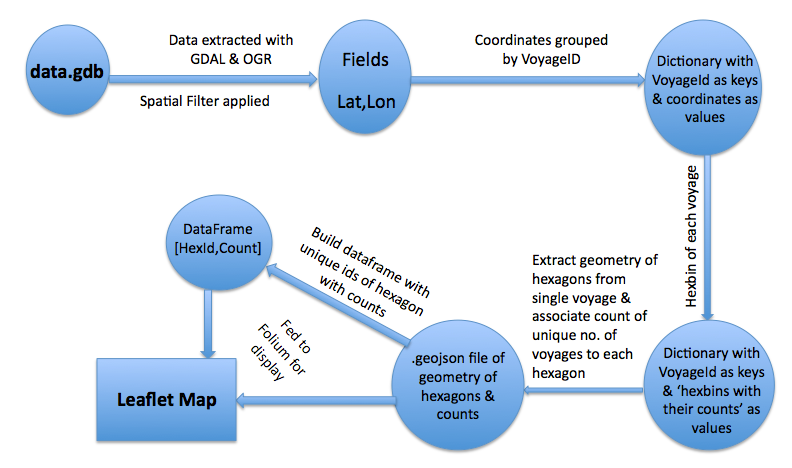 data.gdb
Data extracted with
GDAL & OGR
Spatial Filter applied
Fields
Lat,Lon
Coordinates grouped
by VoyageID
Dictionary with
VoyageId as keys
& coordinates as
values
Hexbin of each voyage
Dictionary with
VoyageId as keys
& ‘hexbins with
their counts’ as
values
Extract geometry of
hexagons from
single voyage &
associate count of
unique no. of
voyages to each
hexagon
.geojson file of
geometry of
hexagons &
counts
Build dataframe with
unique ids of hexagon
with counts
DataFrame
[HexId,Count]
Fed to
Folium for
display
Leaflet Map